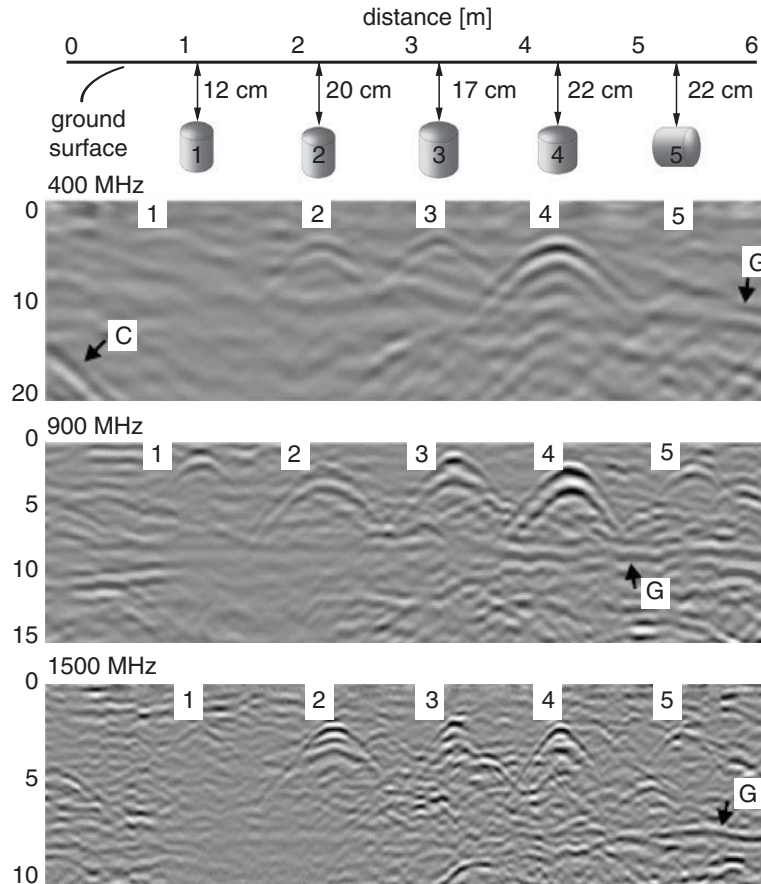 distance [m]
0 1 2 3 4 5 6
12 cm 20 cm 17 cm 22 cm 22 cm
ground
surface
1 2 3 4 5
400 MHz
0 1 2 3 4 5
G
10
C
20
900 MHz
0 1 2 3 4 5
5
10
G
15
1500 MHz
0 1 2 3 4 5
5
G
10